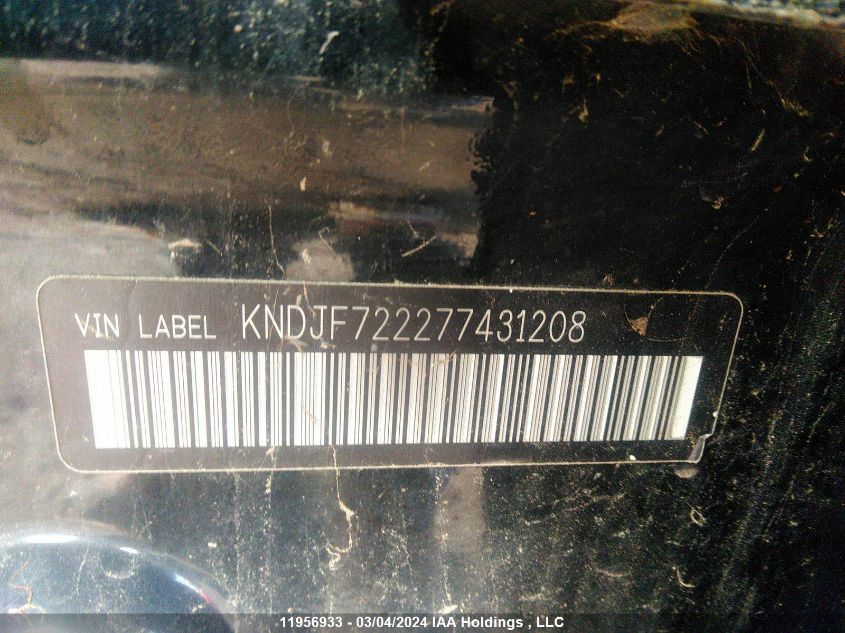 VIN LABEL KNDJF722277431208
11956933 - 03/04/2024 IAA Holdings , LLC